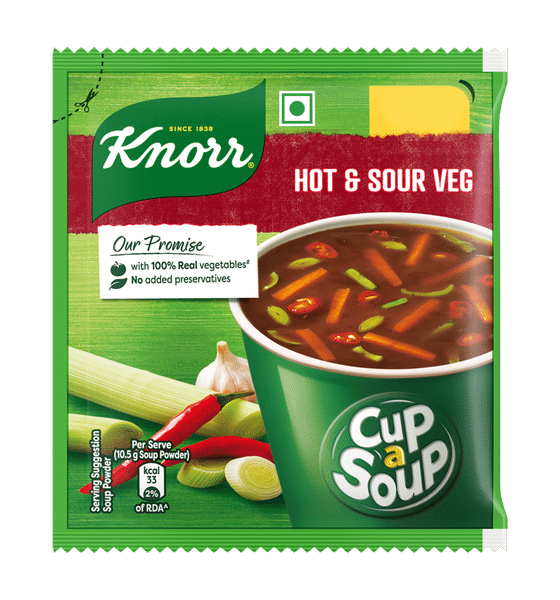 SINCE 1838
Knorr®
HOT & SOUR VEG
Our Promise
with 100% Real vegetables#
No added preservatives
Cup
a
Soup
Per Serve
(10.5 g Soup Powder)
kcal
33
2%
of RDA^
Serving Suggestion
Soup Powder